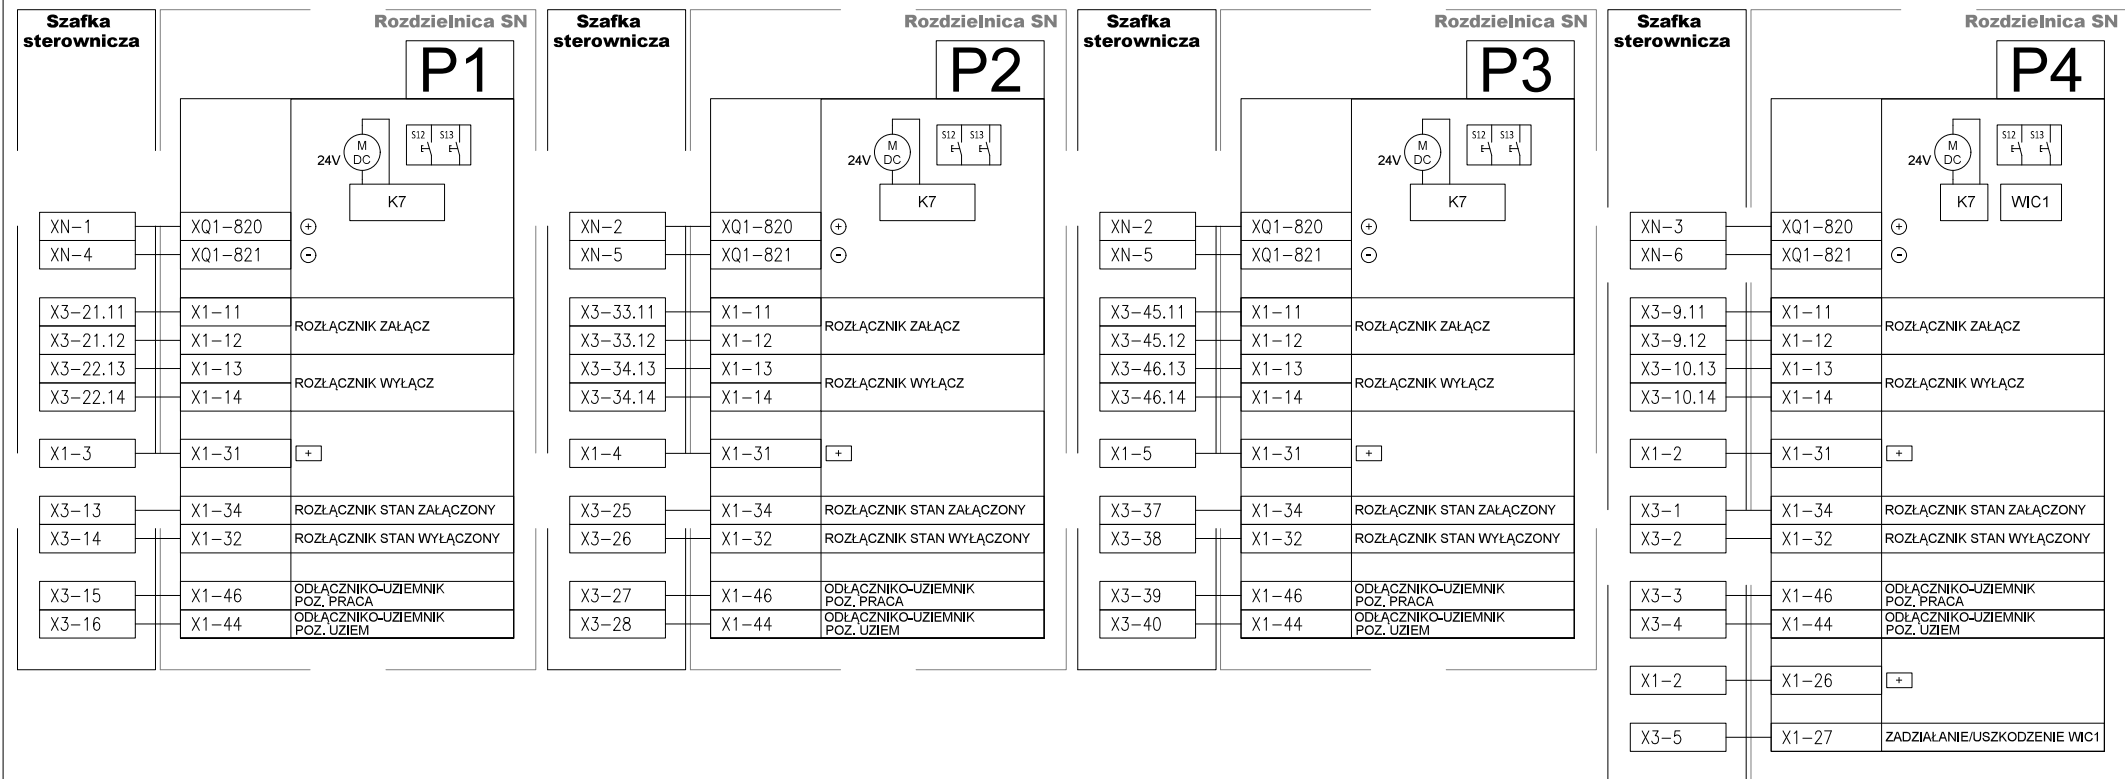 Szafka
sterownicza
Rozdzielnica SN
P1
24V
M
DC
S12 S13
K7
XN-1 XQ1-820 +
XN-4 XQ1-821 -
X3-21.11 X1-11
ROZŁĄCZNIK ZAŁĄCZ
X3-21.12 X1-12
X3-22.13 X1-13
ROZŁĄCZNIK WYŁĄCZ
X3-22.14 X1-14
X1-3 X1-31 +
X3-13 X1-34 ROZŁĄCZNIK STAN ZAŁĄCZONY
X3-14 X1-32 ROZŁĄCZNIK STAN WYŁĄCZONY
X3-15 X1-46 ODŁĄCZNIKO-UZIEMNIK
POZ. PRACA
X3-16 X1-44 ODŁĄCZNIKO-UZIEMNIK
POZ. UZIEM
Szafka
sterownicza
Rozdzielnica SN
P2
24V
M
DC
S12 S13
K7
XN-2 XQ1-820 +
XN-5 XQ1-821 -
X3-33.11 X1-11
ROZŁĄCZNIK ZAŁĄCZ
X3-33.12 X1-12
X3-34.13 X1-13
ROZŁĄCZNIK WYŁĄCZ
X3-34.14 X1-14
X1-4 X1-31 +
X3-25 X1-34 ROZŁĄCZNIK STAN ZAŁĄCZONY
X3-26 X1-32 ROZŁĄCZNIK STAN WYŁĄCZONY
X3-27 X1-46 ODŁĄCZNIKO-UZIEMNIK
POZ. PRACA
X3-28 X1-44 ODŁĄCZNIKO-UZIEMNIK
POZ. UZIEM
Szafka
sterownicza
Rozdzielnica SN
P3
24V
M
DC
S12 S13
K7
XN-2 XQ1-820 +
XN-5 XQ1-821 -
X3-45.11 X1-11
ROZŁĄCZNIK ZAŁĄCZ
X3-45.12 X1-12
X3-46.13 X1-13
ROZŁĄCZNIK WYŁĄCZ
X3-46.14 X1-14
X1-5 X1-31 +
X3-37 X1-34 ROZŁĄCZNIK STAN ZAŁĄCZONY
X3-38 X1-32 ROZŁĄCZNIK STAN WYŁĄCZONY
X3-39 X1-46 ODŁĄCZNIKO-UZIEMNIK
POZ. PRACA
X3-40 X1-44 ODŁĄCZNIKO-UZIEMNIK
POZ. UZIEM
Szafka
sterownicza
Rozdzielnica SN
P4
24V
M
DC
S12 S13
K7 WIC1
XN-3 XQ1-820 +
XN-6 XQ1-821 -
X3-9.11 X1-11
ROZŁĄCZNIK ZAŁĄCZ
X3-9.12 X1-12
X3-10.13 X1-13
ROZŁĄCZNIK WYŁĄCZ
X3-10.14 X1-14
X1-2 X1-31 +
X3-1 X1-34 ROZŁĄCZNIK STAN ZAŁĄCZONY
X3-2 X1-32 ROZŁĄCZNIK STAN WYŁĄCZONY
X3-3 X1-46 ODŁĄCZNIKO-UZIEMNIK
POZ. PRACA
X3-4 X1-44 ODŁĄCZNIKO-UZIEMNIK
POZ. UZIEM
X1-2 X1-26 +
X3-5 X1-27 ZADZIAŁANIE/USZKODZENIE WIC1